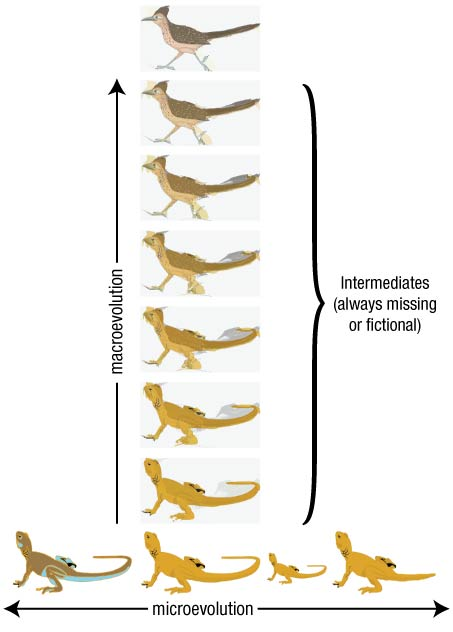 macroevolution
Intermediates
(always missing
or fictional)
microevolution